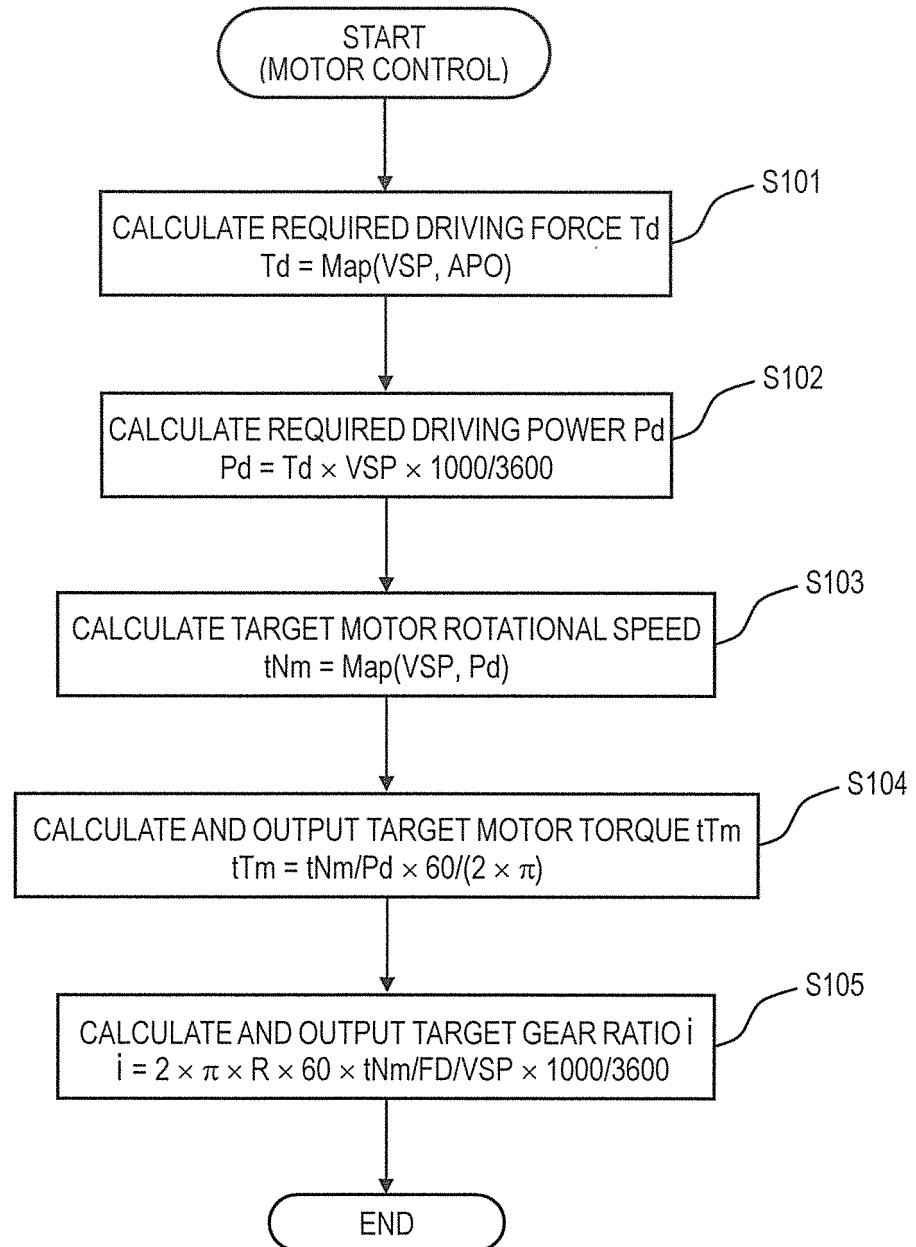 START
(MOTOR CONTROL)
S101
CALCULATE REQUIRED DRIVING FORCE Td
Td = Map(VSP, APO)
S102
CALCULATE REQUIRED DRIVING POWER Pd
Pd = Td × VSP × 1000/3600
S103
CALCULATE TARGET MOTOR ROTATIONAL SPEED
tNm = Map(VSP, Pd)
S104
CALCULATE AND OUTPUT TARGET MOTOR TORQUE tTm
tTm = tNm/Pd × 60/(2 × π)
S105
CALCULATE AND OUTPUT TARGET GEAR RATIO i
i = 2 × π × R × 60 × tNm/FD/VSP × 1000/3600
END